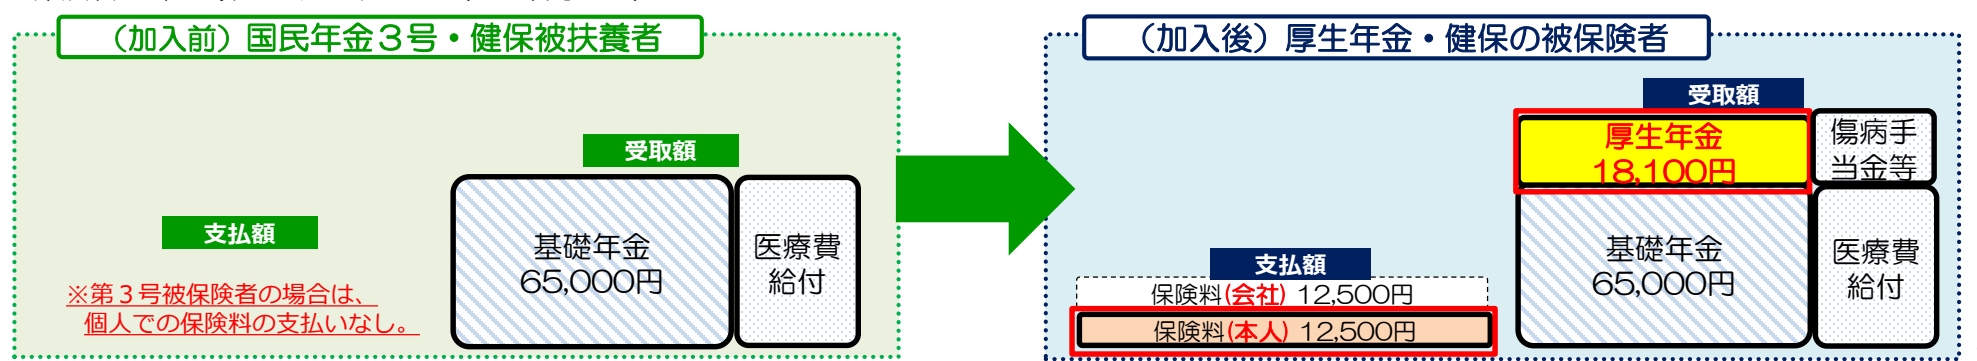 （加入前）国民年金３号・健保被扶養者
受取額
支払額
基礎年金
65,000円
医療費
給付
※第３号被保険者の場合は、
個人での保険料の支払いなし。
（加入後）厚生年金・健保の被保険者
受取額
厚生年金
18,100円
傷病手
当金等
基礎年金
65,000円
医療費
給付
支払額
保険料(会社) 12,500円
保険料(本人) 12,500円